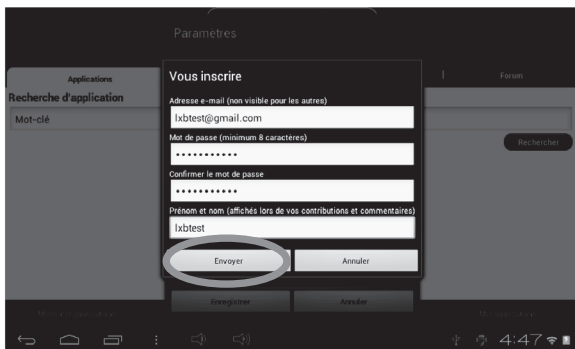 Paramètres
Applications
Forum
Recherche d'application
Mot-clé
Rechercher
Vous inscrire
Adresse e-mail (non visible pour les autres)
lxbtest@gmail.com
Mot de passe (minimum 8 caractères)
•••••••••••
Confirmer le mot de passe
•••••••••••
Prénom et nom (affichés lors de vos contributions et commentaires)
lxbtest
Envoyer
Annuler
Enregistrer
Annuler
4:47